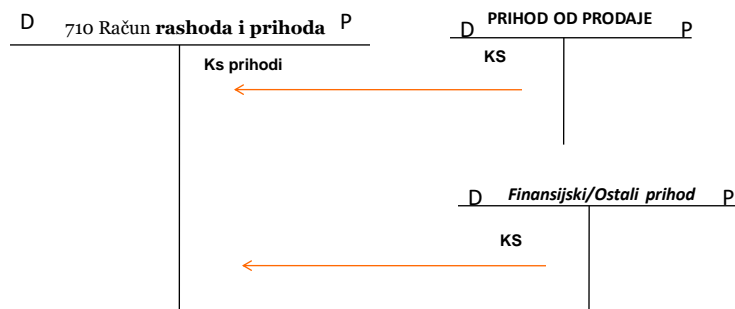 D 710 Račun rashoda i prihoda P
PRIHOD OD PRODAJE
D P
KS
Ks prihodi
D Finansijski/Ostali prihod P
KS